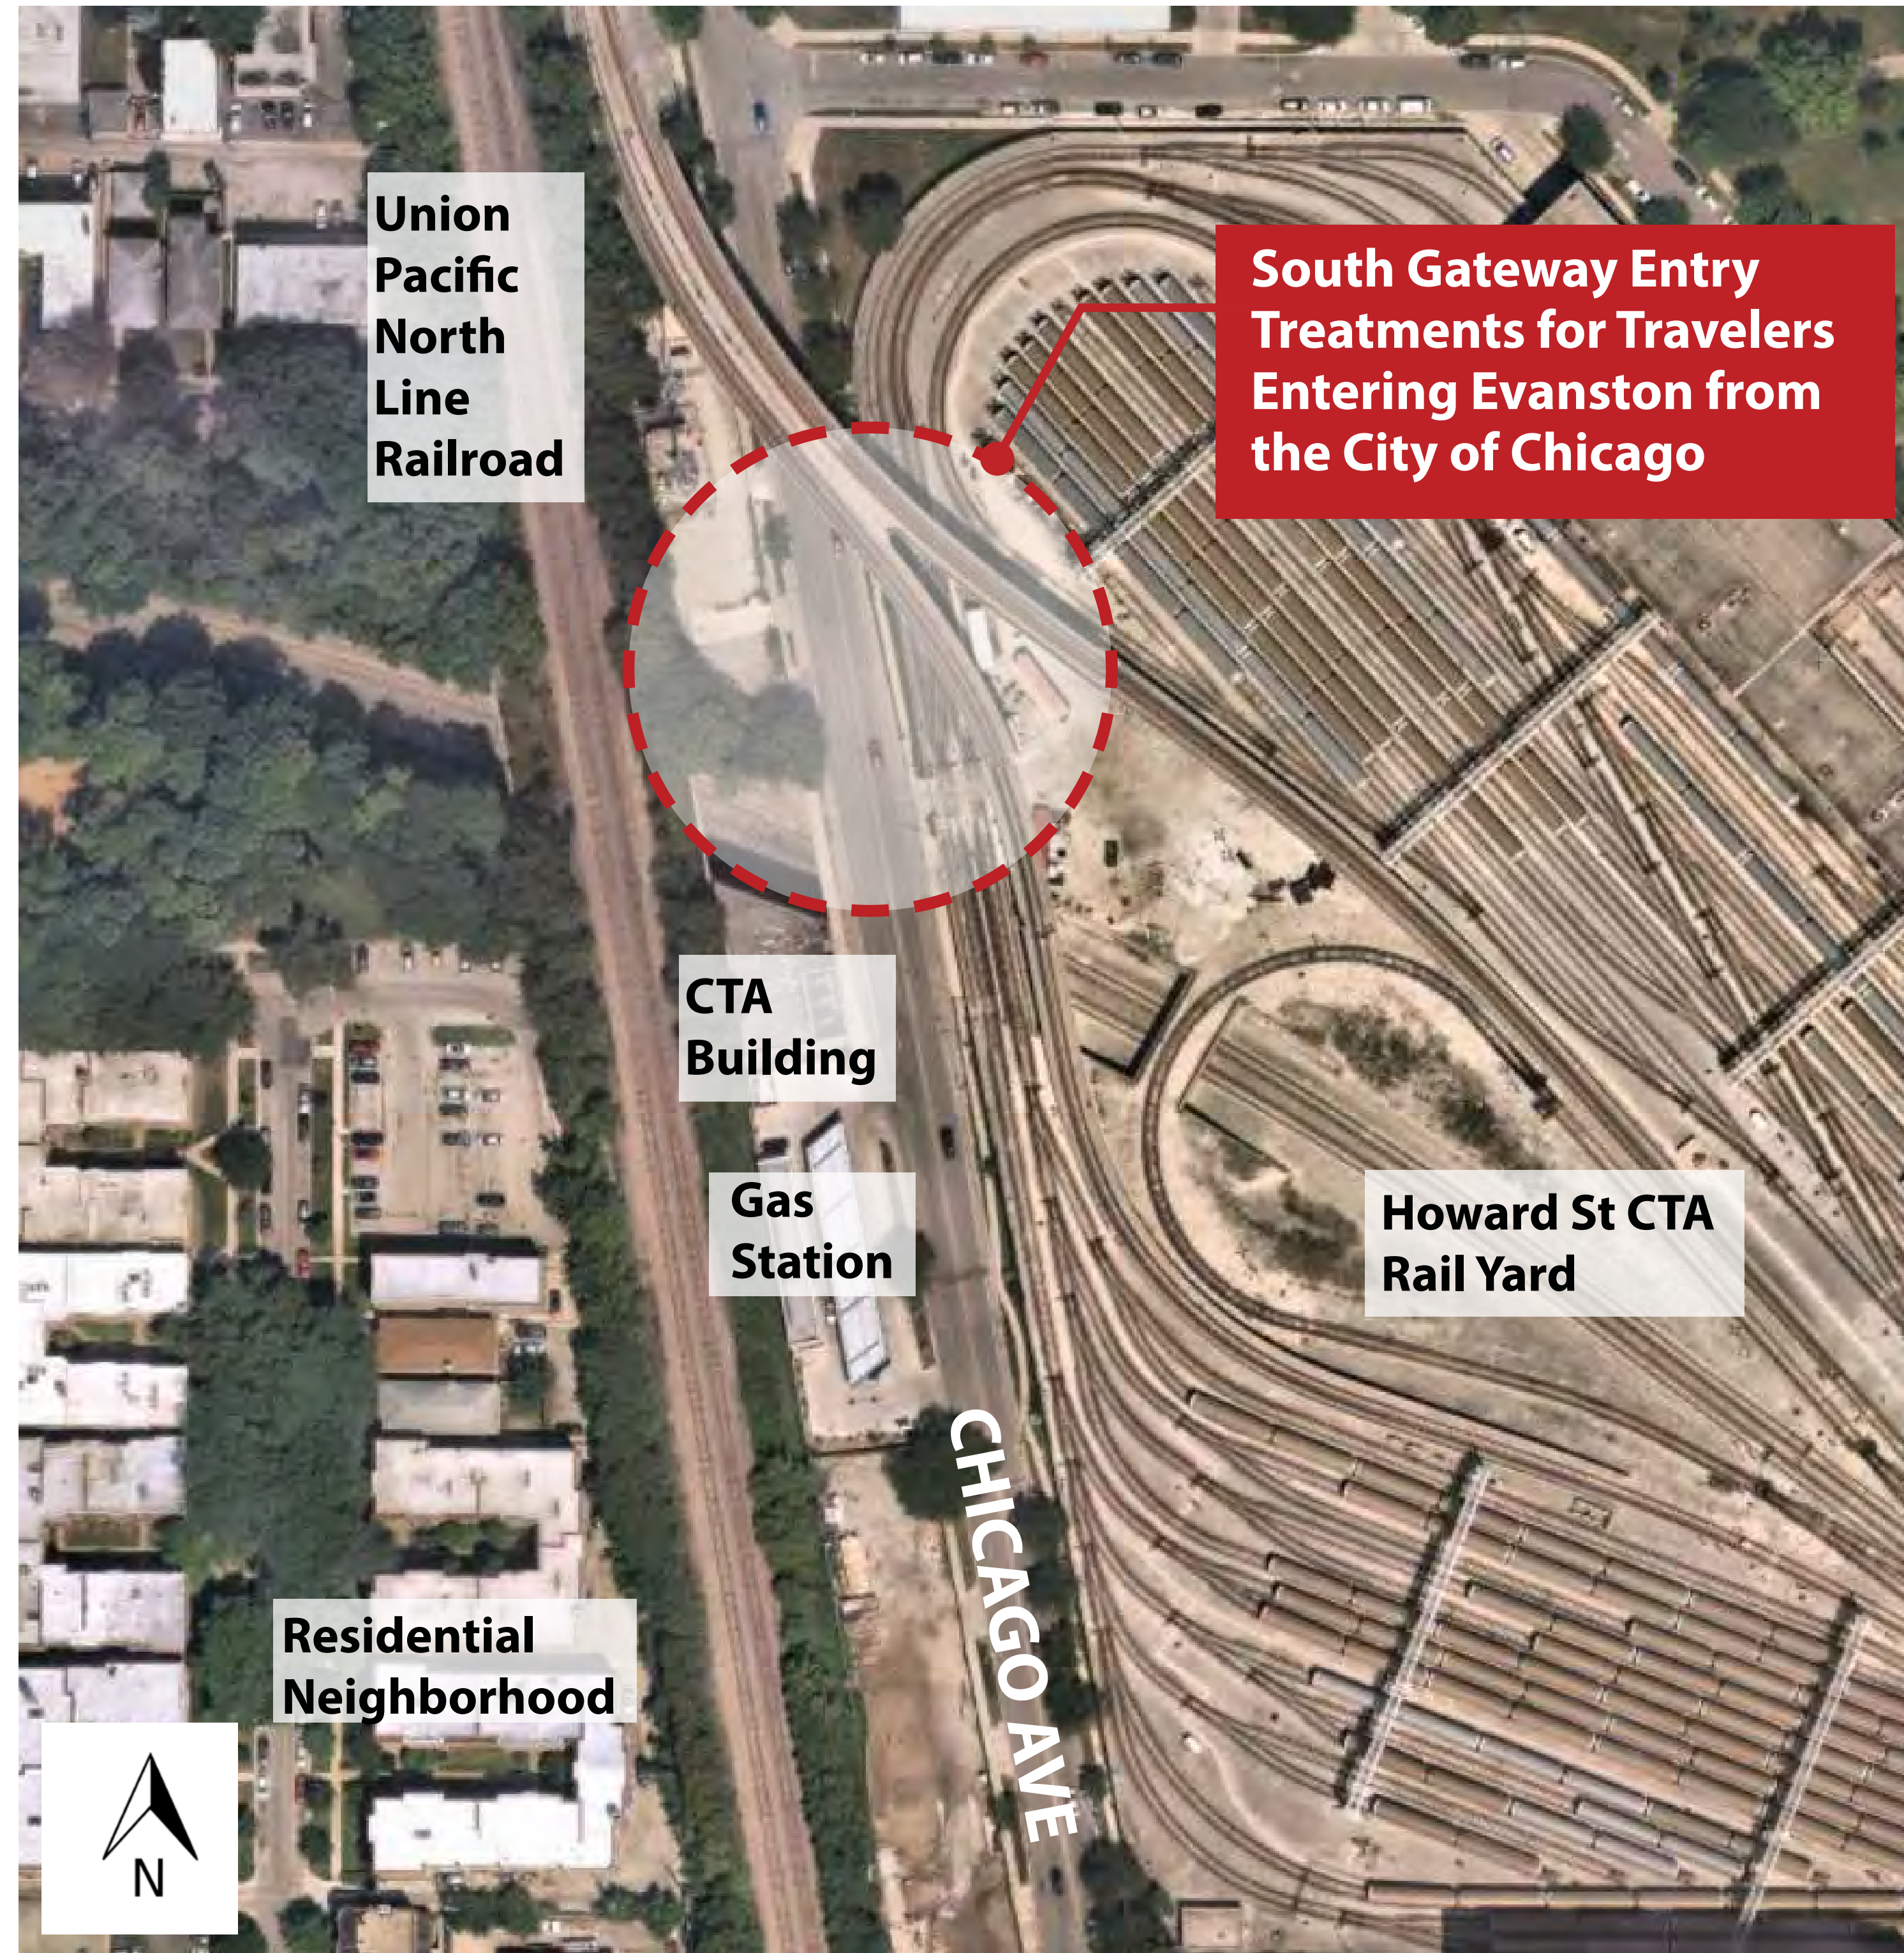 Union
Pacific
North
Line
Railroad
South Gateway Entry
Treatments for Travelers
Entering Evanston from
the City of Chicago
CTA
Building
Gas
Station
Howard St CTA
Rail Yard
CHICAGO AVE
Residential
Neighborhood
N